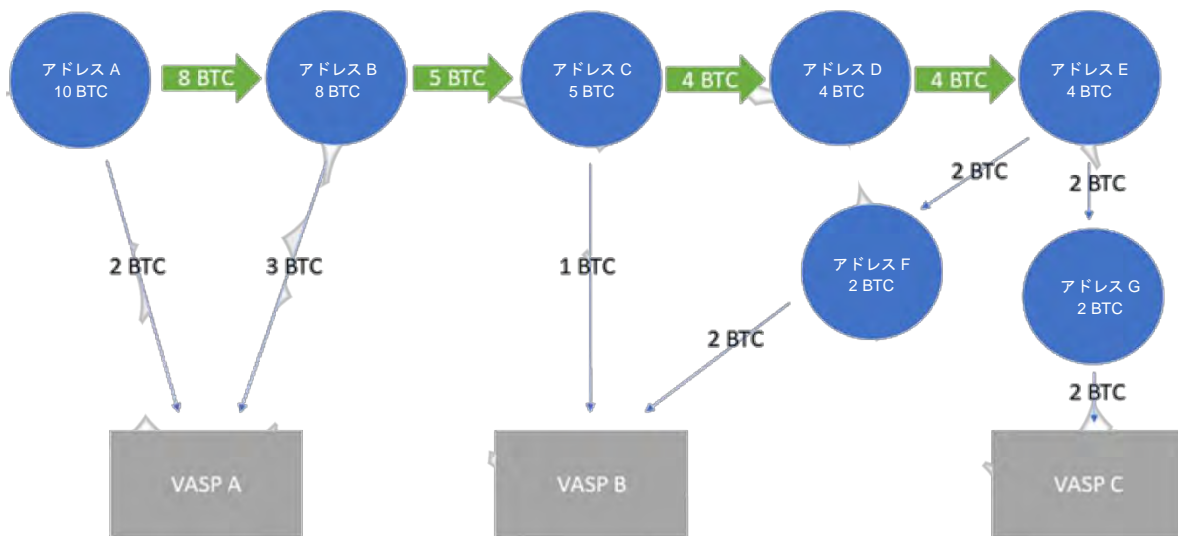 アドレス A
10 BTC
8 BTC
アドレス B
8 BTC
5 BTC
アドレス C
5 BTC
4 BTC
アドレス D
4 BTC
4 BTC
アドレス E
4 BTC
2 BTC
2 BTC
2 BTC
3 BTC
1 BTC
アドレス F
2 BTC
アドレス G
2 BTC
2 BTC
2 BTC
VASP A
VASP B
VASP C